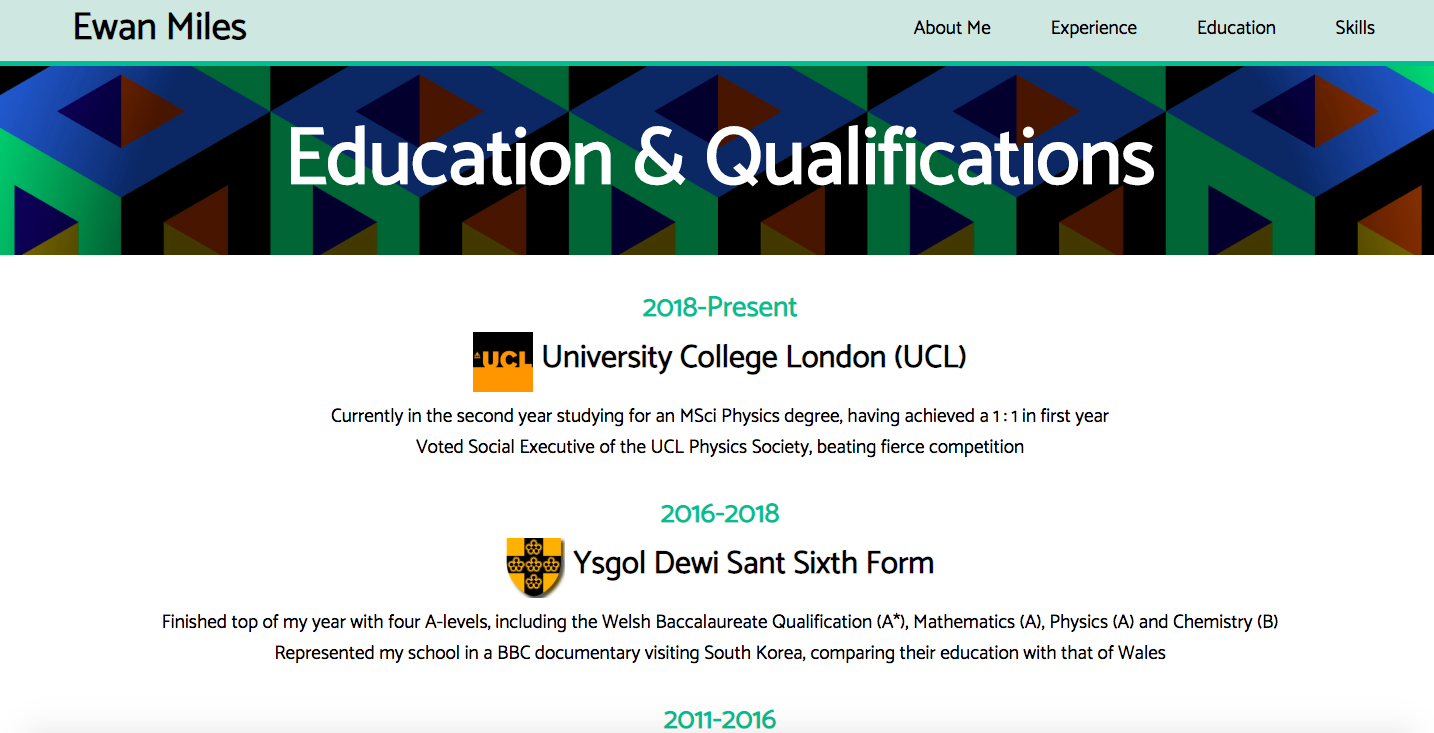 Ewan Miles
About Me Experience Education Skills
Education & Qualifications
2018-Present
UCL University College London (UCL)
Currently in the second year studying for an MSci Physics degree, having achieved a 1 : 1 in first year
Voted Social Executive of the UCL Physics Society, beating fierce competition
2016-2018
Ysgol Dewi Sant Sixth Form
Finished top of my year with four A-levels, including the Welsh Baccalaureate Qualification (A*), Mathematics (A), Physics (A) and Chemistry (B)
Represented my school in a BBC documentary visiting South Korea, comparing their education with that of Wales
2011-2016